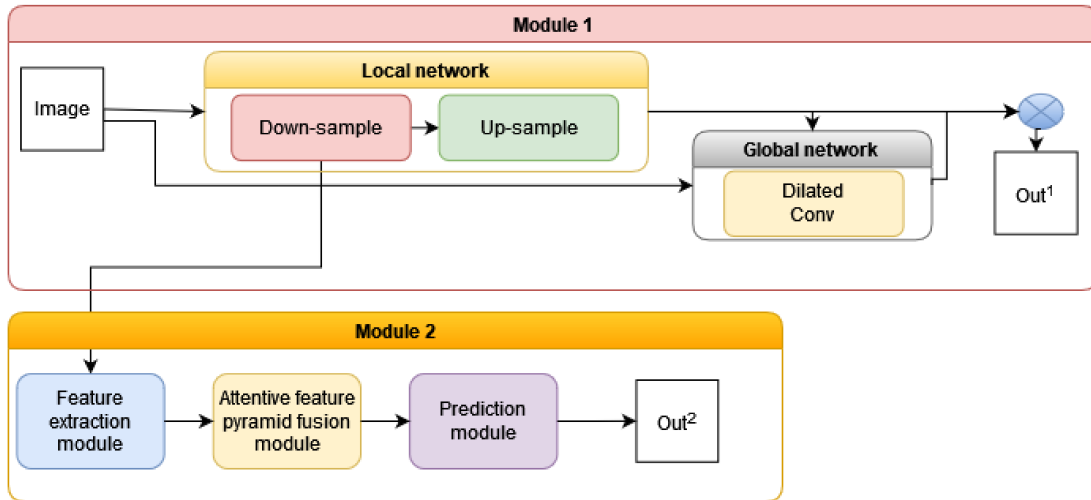 Module 1
Local network
Image
Down-sample
Up-sample
Global network
Dilated
Conv
Out¹
Module 2
Feature
extraction
module
Attentive feature
pyramid fusion
module
Prediction
module
Out²